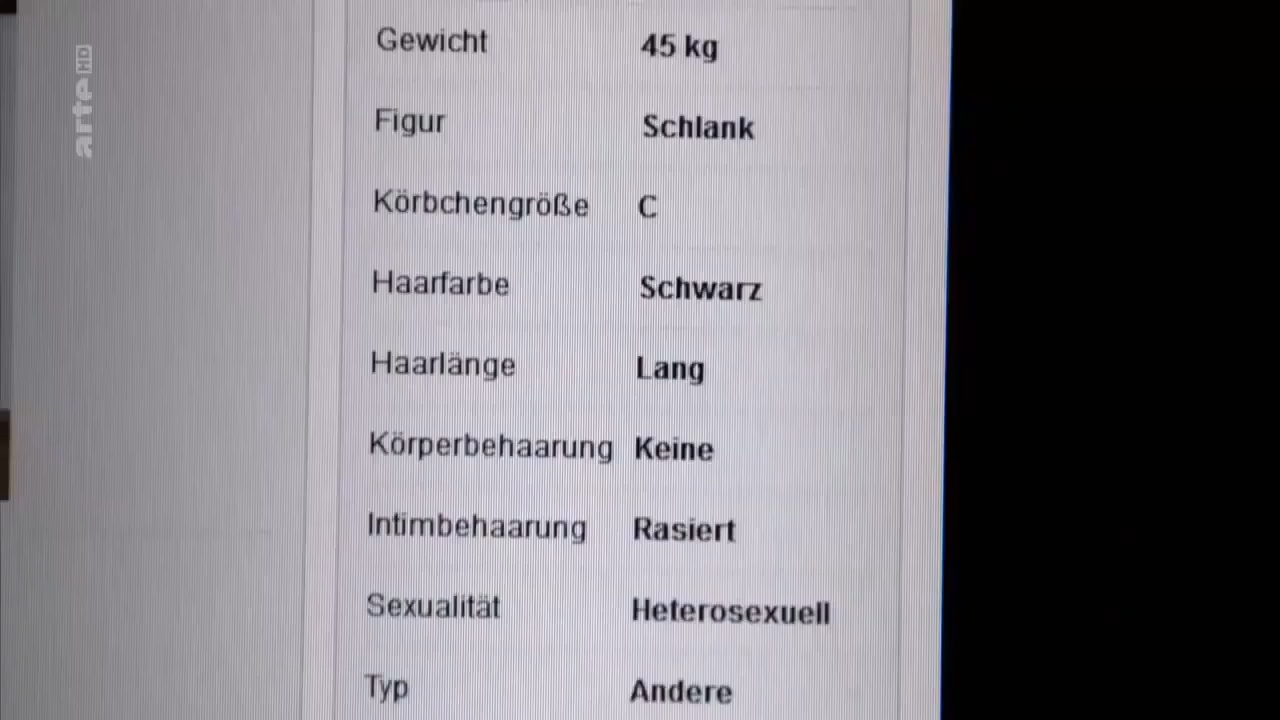 arte HD
Gewicht 45 kg
Figur Schlank
Körbchengröße C
Haarfarbe Schwarz
Haarlänge Lang
Körperbehaarung Keine
Intimbehaarung Rasiert
Sexualität Heterosexuell
Typ Andere